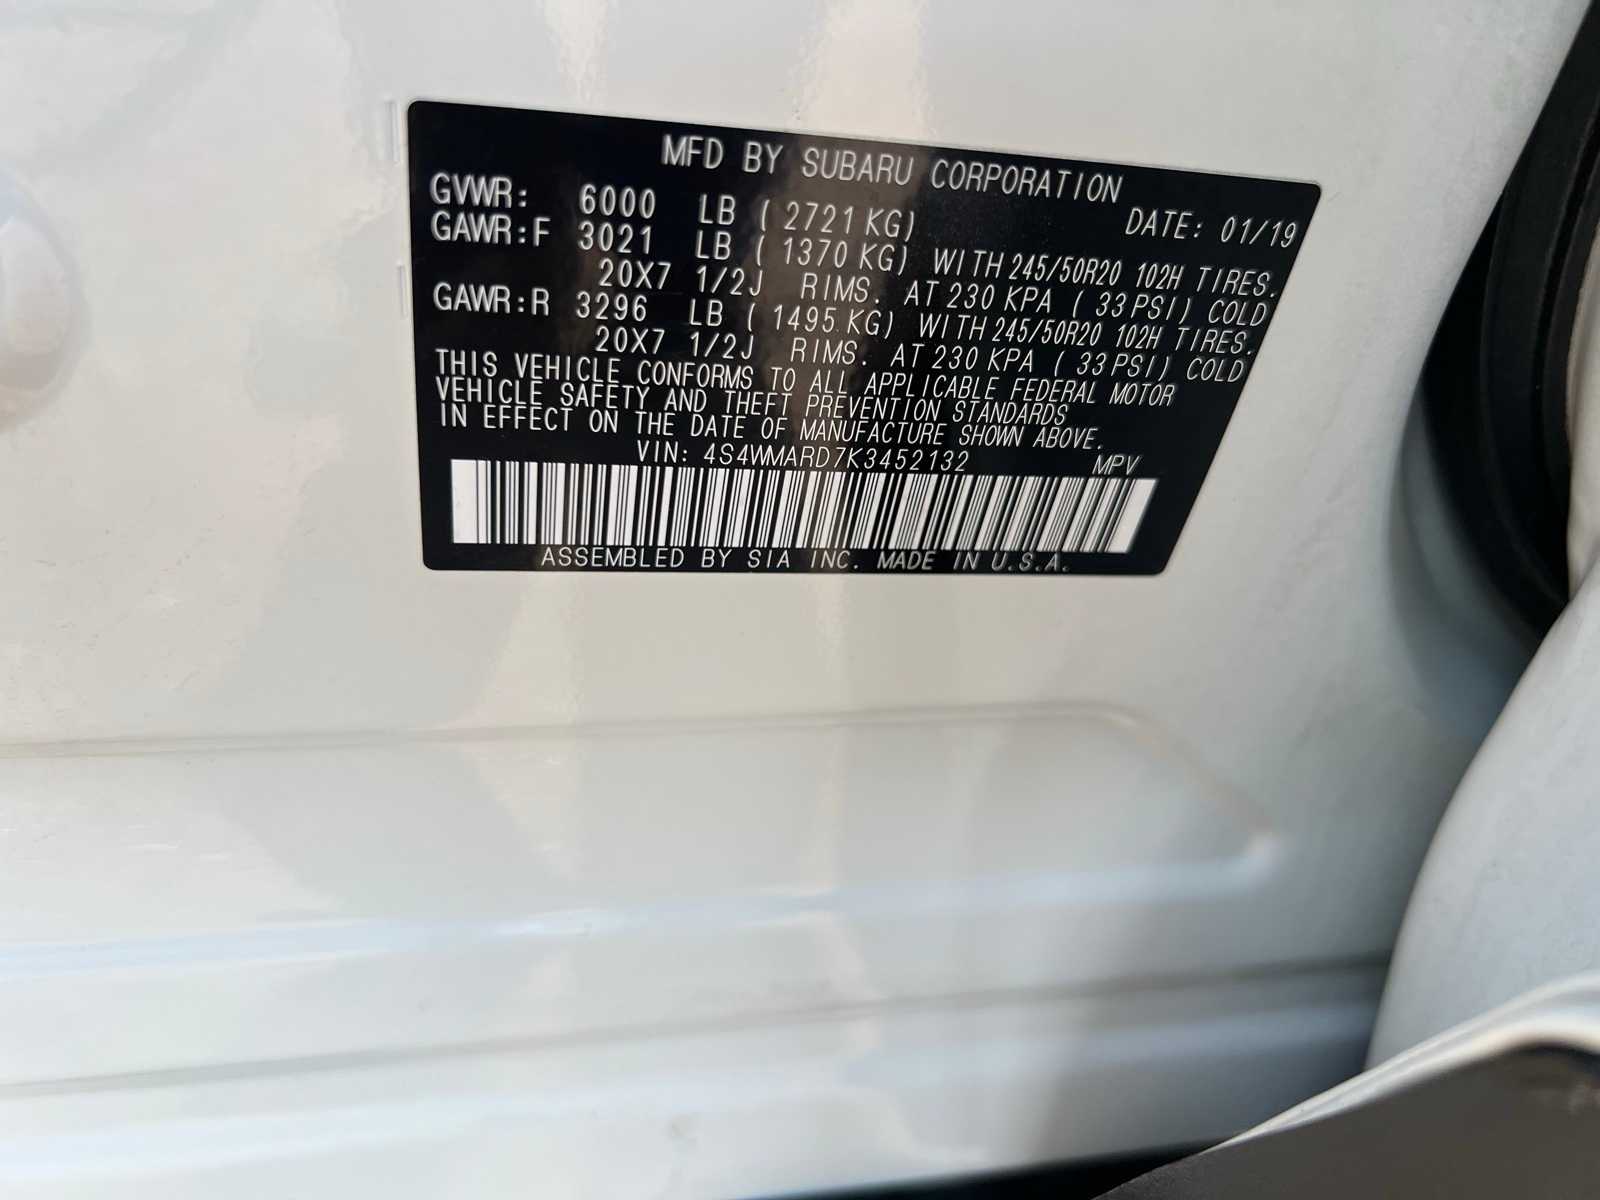 MFD BY SUBARU CORPORATION
GVWR: 6000 LB ( 2721 KG) DATE: 01/19
GAWR:F 3021 LB ( 1370 KG) WITH 245/50R20 102H TIRES.
20X7 1/2J RIMS. AT 230 KPA ( 33 PSI) COLD
GAWR:R 3296 LB ( 1495 KG) WITH 245/50R20 102H TIRES.
20X7 1/2J RIMS. AT 230 KPA ( 33 PSI) COLD
THIS VEHICLE CONFORMS TO ALL APPLICABLE FEDERAL MOTOR
VEHICLE SAFETY AND THEFT PREVENTION STANDARDS
IN EFFECT ON THE DATE OF MANUFACTURE SHOWN ABOVE.
VIN: 4S4WMARD7K3452132 MPV
ASSEMBLED BY SIA INC. MADE IN U.S.A.